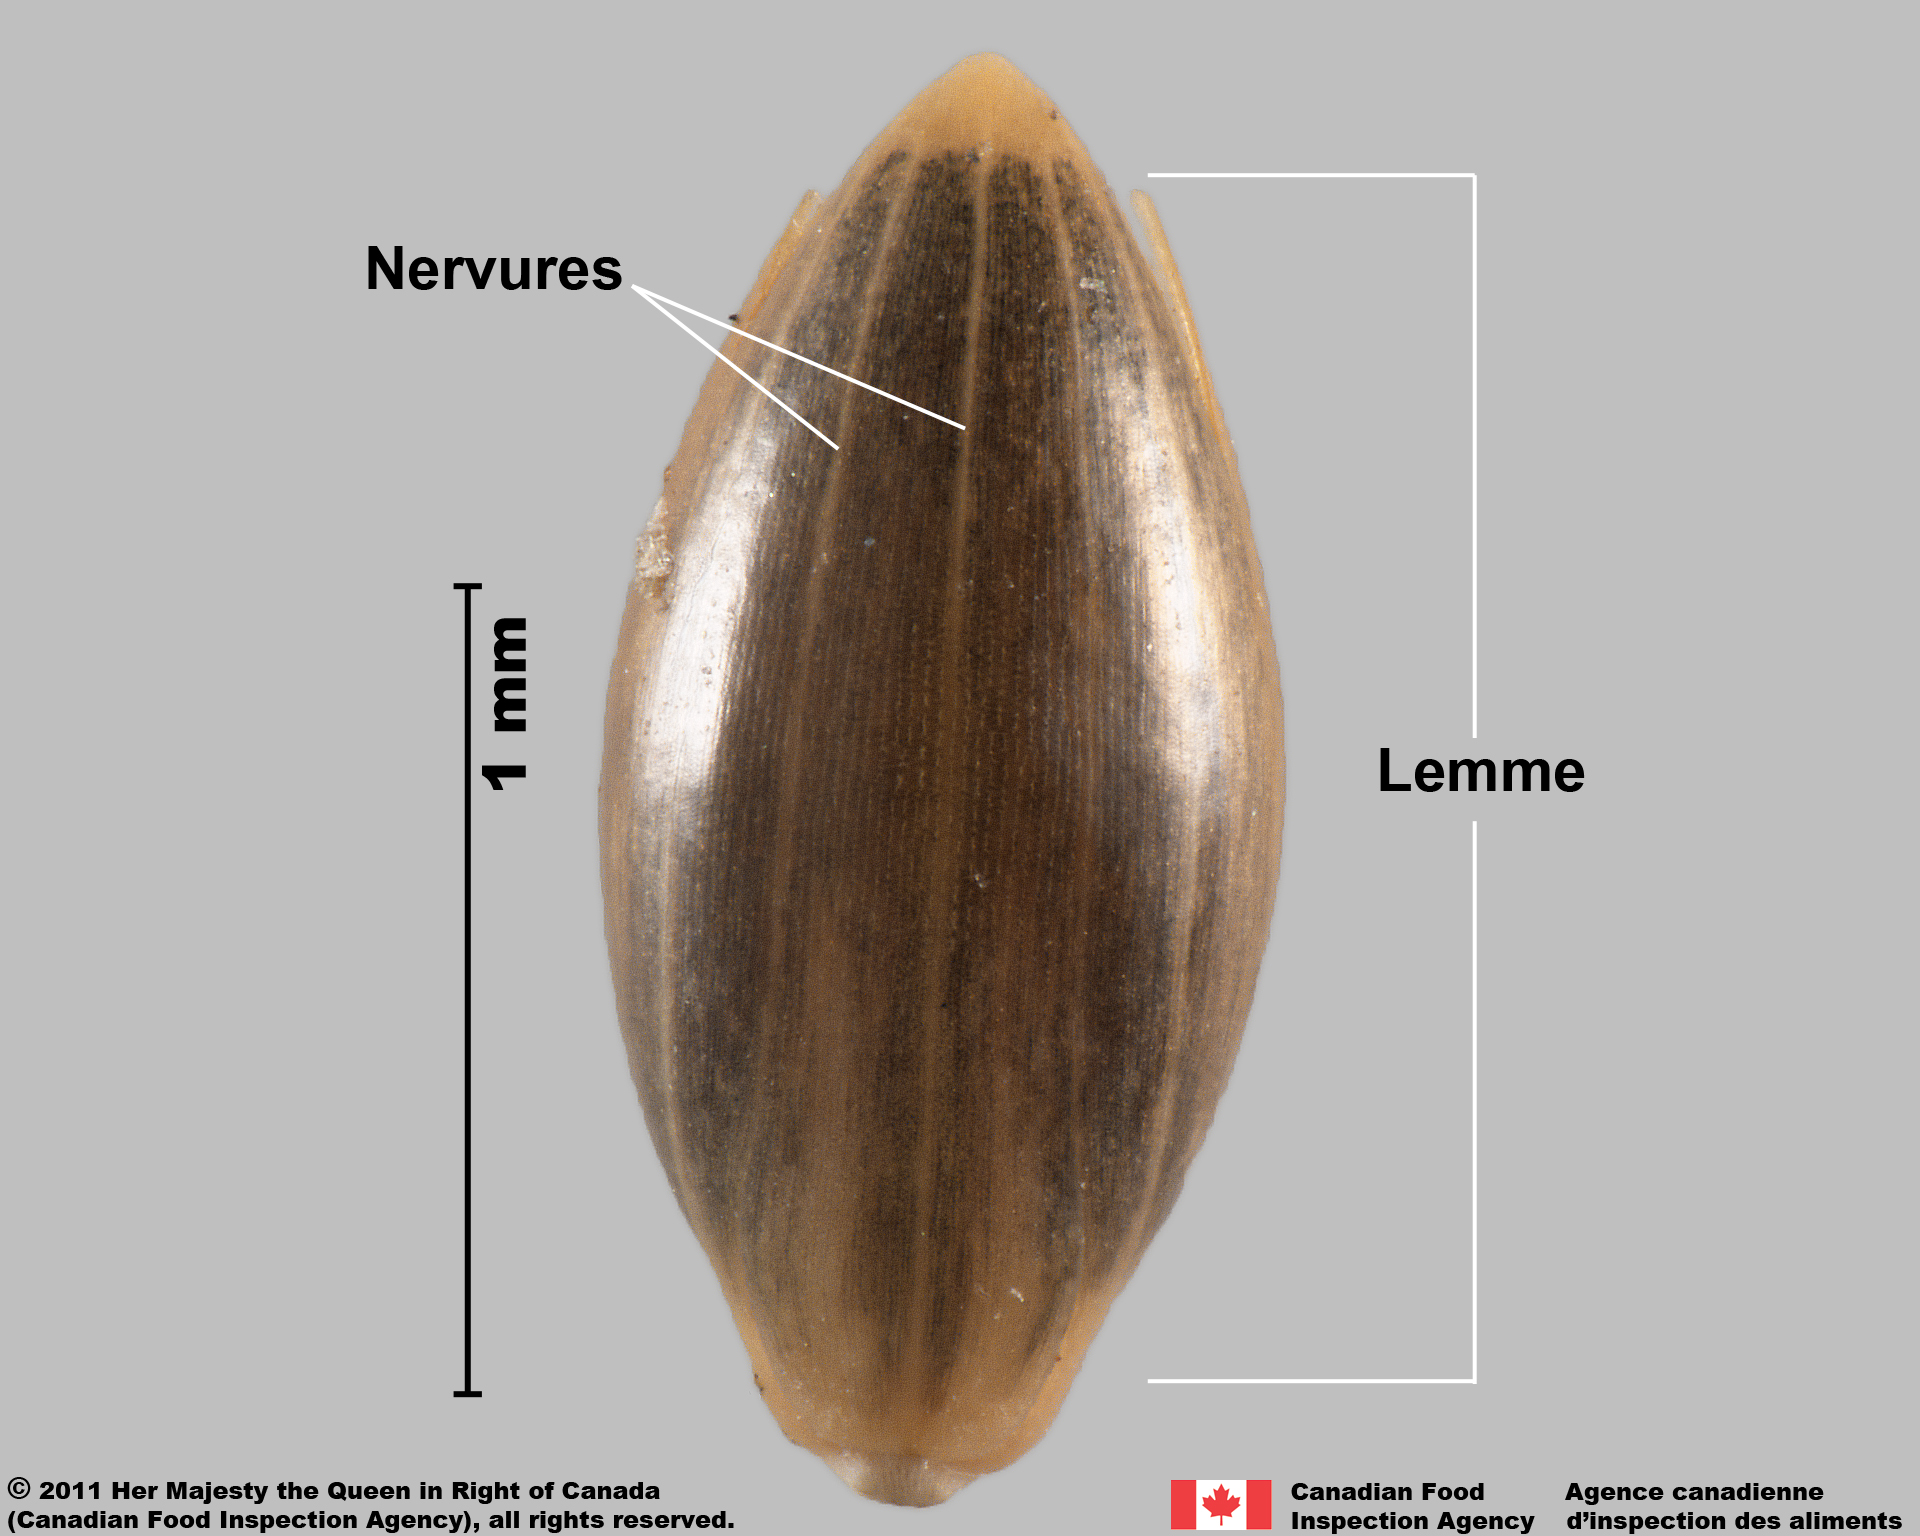 Nervures
1 mm
Lemme
© 2011 Her Majesty the Queen in Right of Canada
(Canadian Food Inspection Agency), all rights reserved.
Canadian Food
Inspection Agency
Agence canadienne
d'inspection des aliments